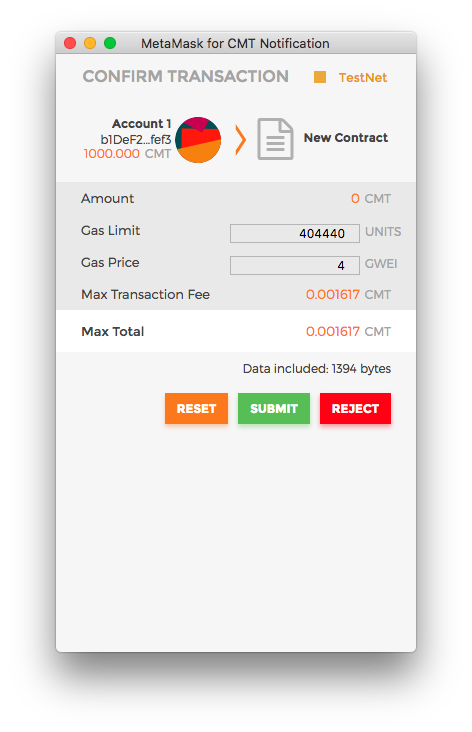 MetaMask for CMT Notification
CONFIRM TRANSACTION TestNet
Account 1
b1DeF2...fef3
1000.000 CMT
New Contract
Amount 0 CMT
Gas Limit 404440 UNITS
Gas Price 4 GWEI
Max Transaction Fee 0.001617 CMT
Max Total 0.001617 CMT
Data included: 1394 bytes
RESET SUBMIT REJECT